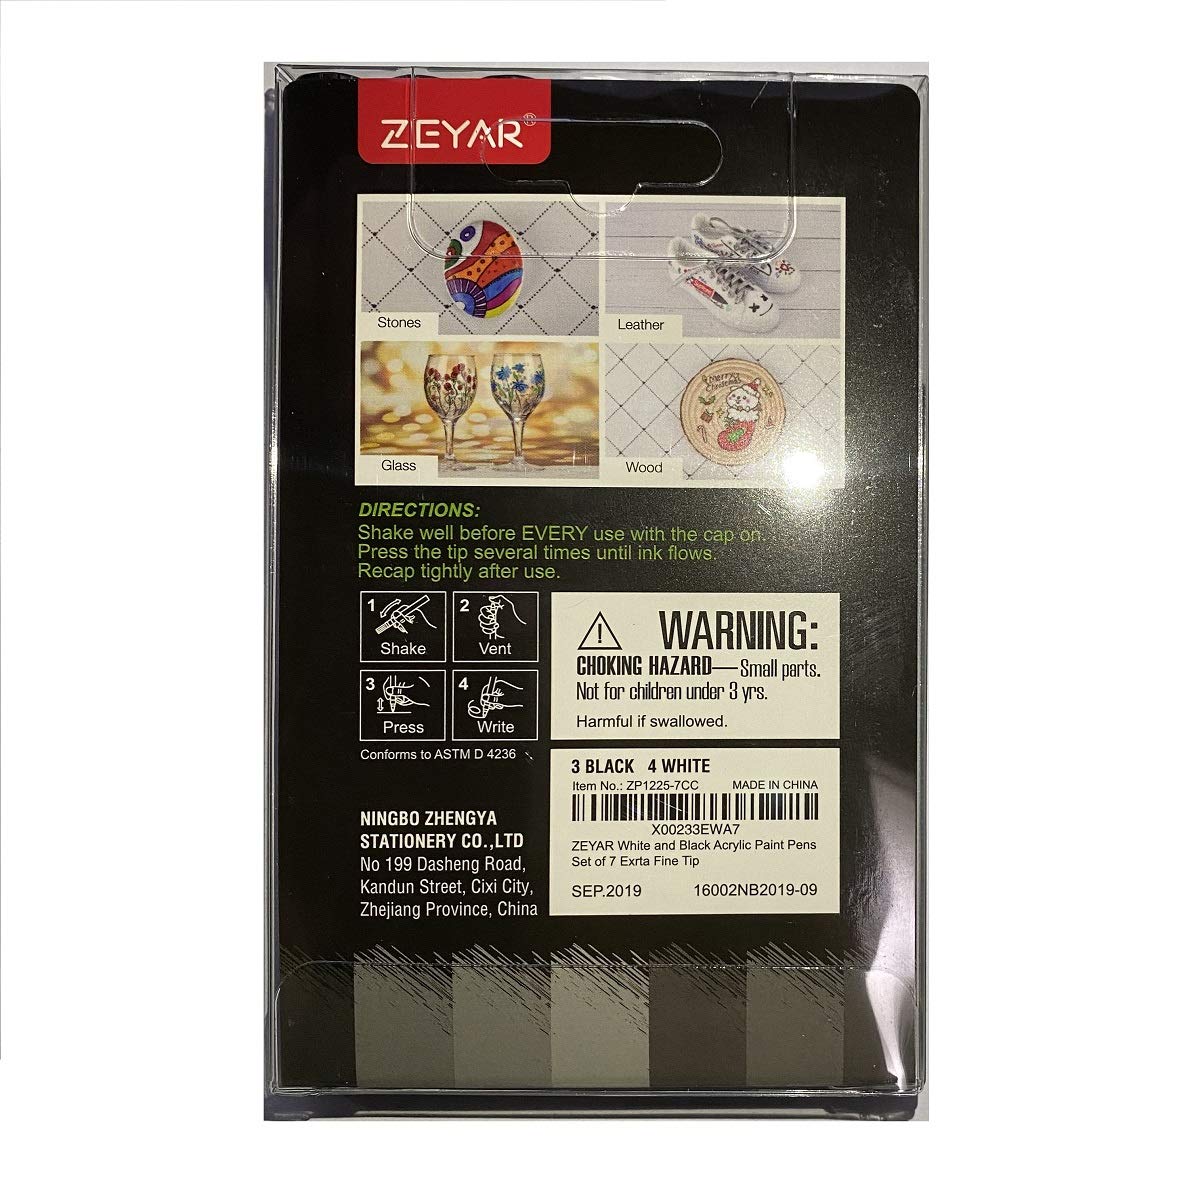 ZEYAR®
Stones
Leather
Merry
Christmas
Glass
Wood
DIRECTIONS:
Shake well before EVERY use with the cap on.
Press the tip several times until ink flows.
Recap tightly after use.
1
Shake
2
Vent
3
Press
4
Write
Conforms to ASTM D 4236
WARNING:
CHOKING HAZARD—Small parts.
Not for children under 3 yrs.
Harmful if swallowed.
3 BLACK 4 WHITE
Item No.: ZP1225-7CC MADE IN CHINA
X00233EWA7
ZEYAR White and Black Acrylic Paint Pens
Set of 7 Exrta Fine Tip
SEP.2019 16002NB2019-09
NINGBO ZHENGYA
STATIONERY CO.,LTD
No 199 Dasheng Road,
Kandun Street, Cixi City,
Zhejiang Province, China